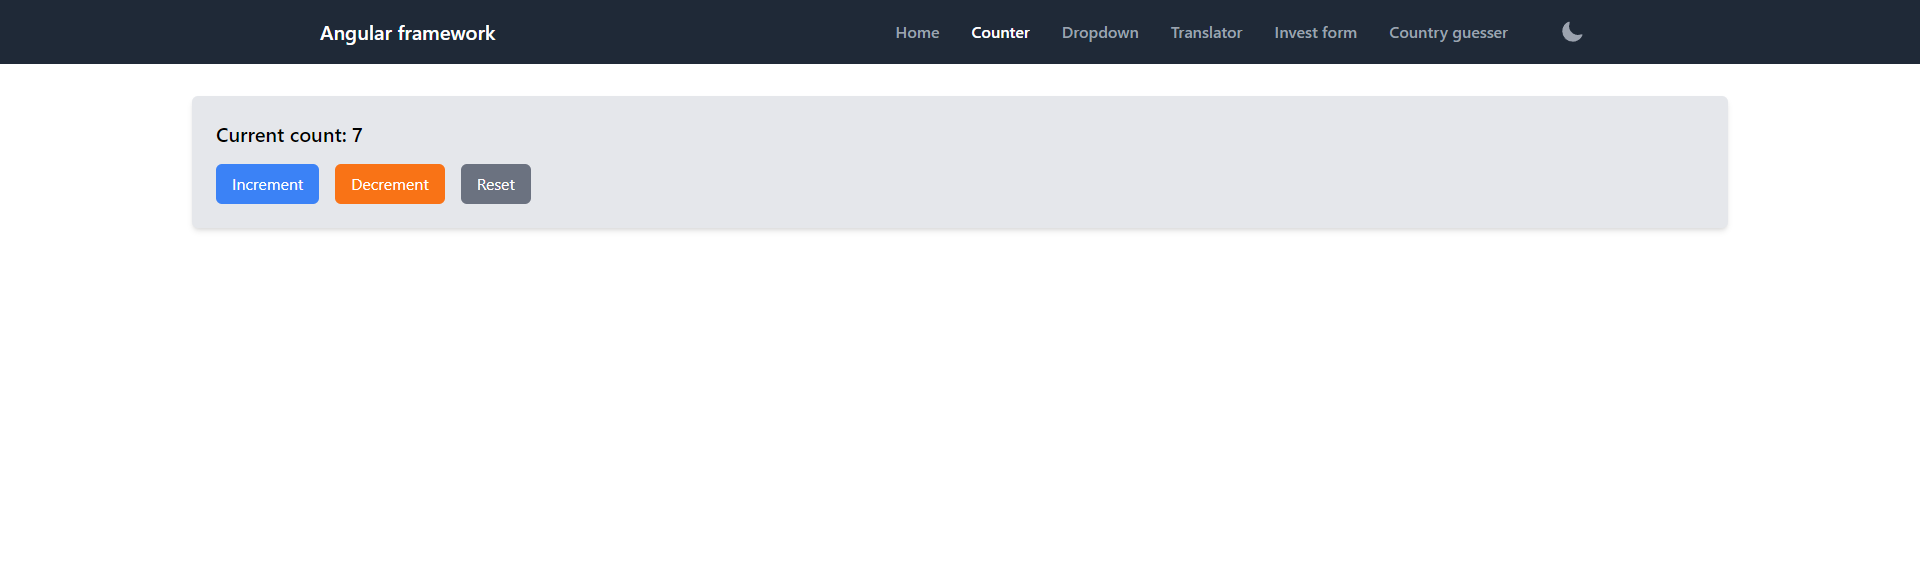 Angular framework Home Counter Dropdown Translator Invest form Country guesser
Current count: 7
Increment Decrement Reset